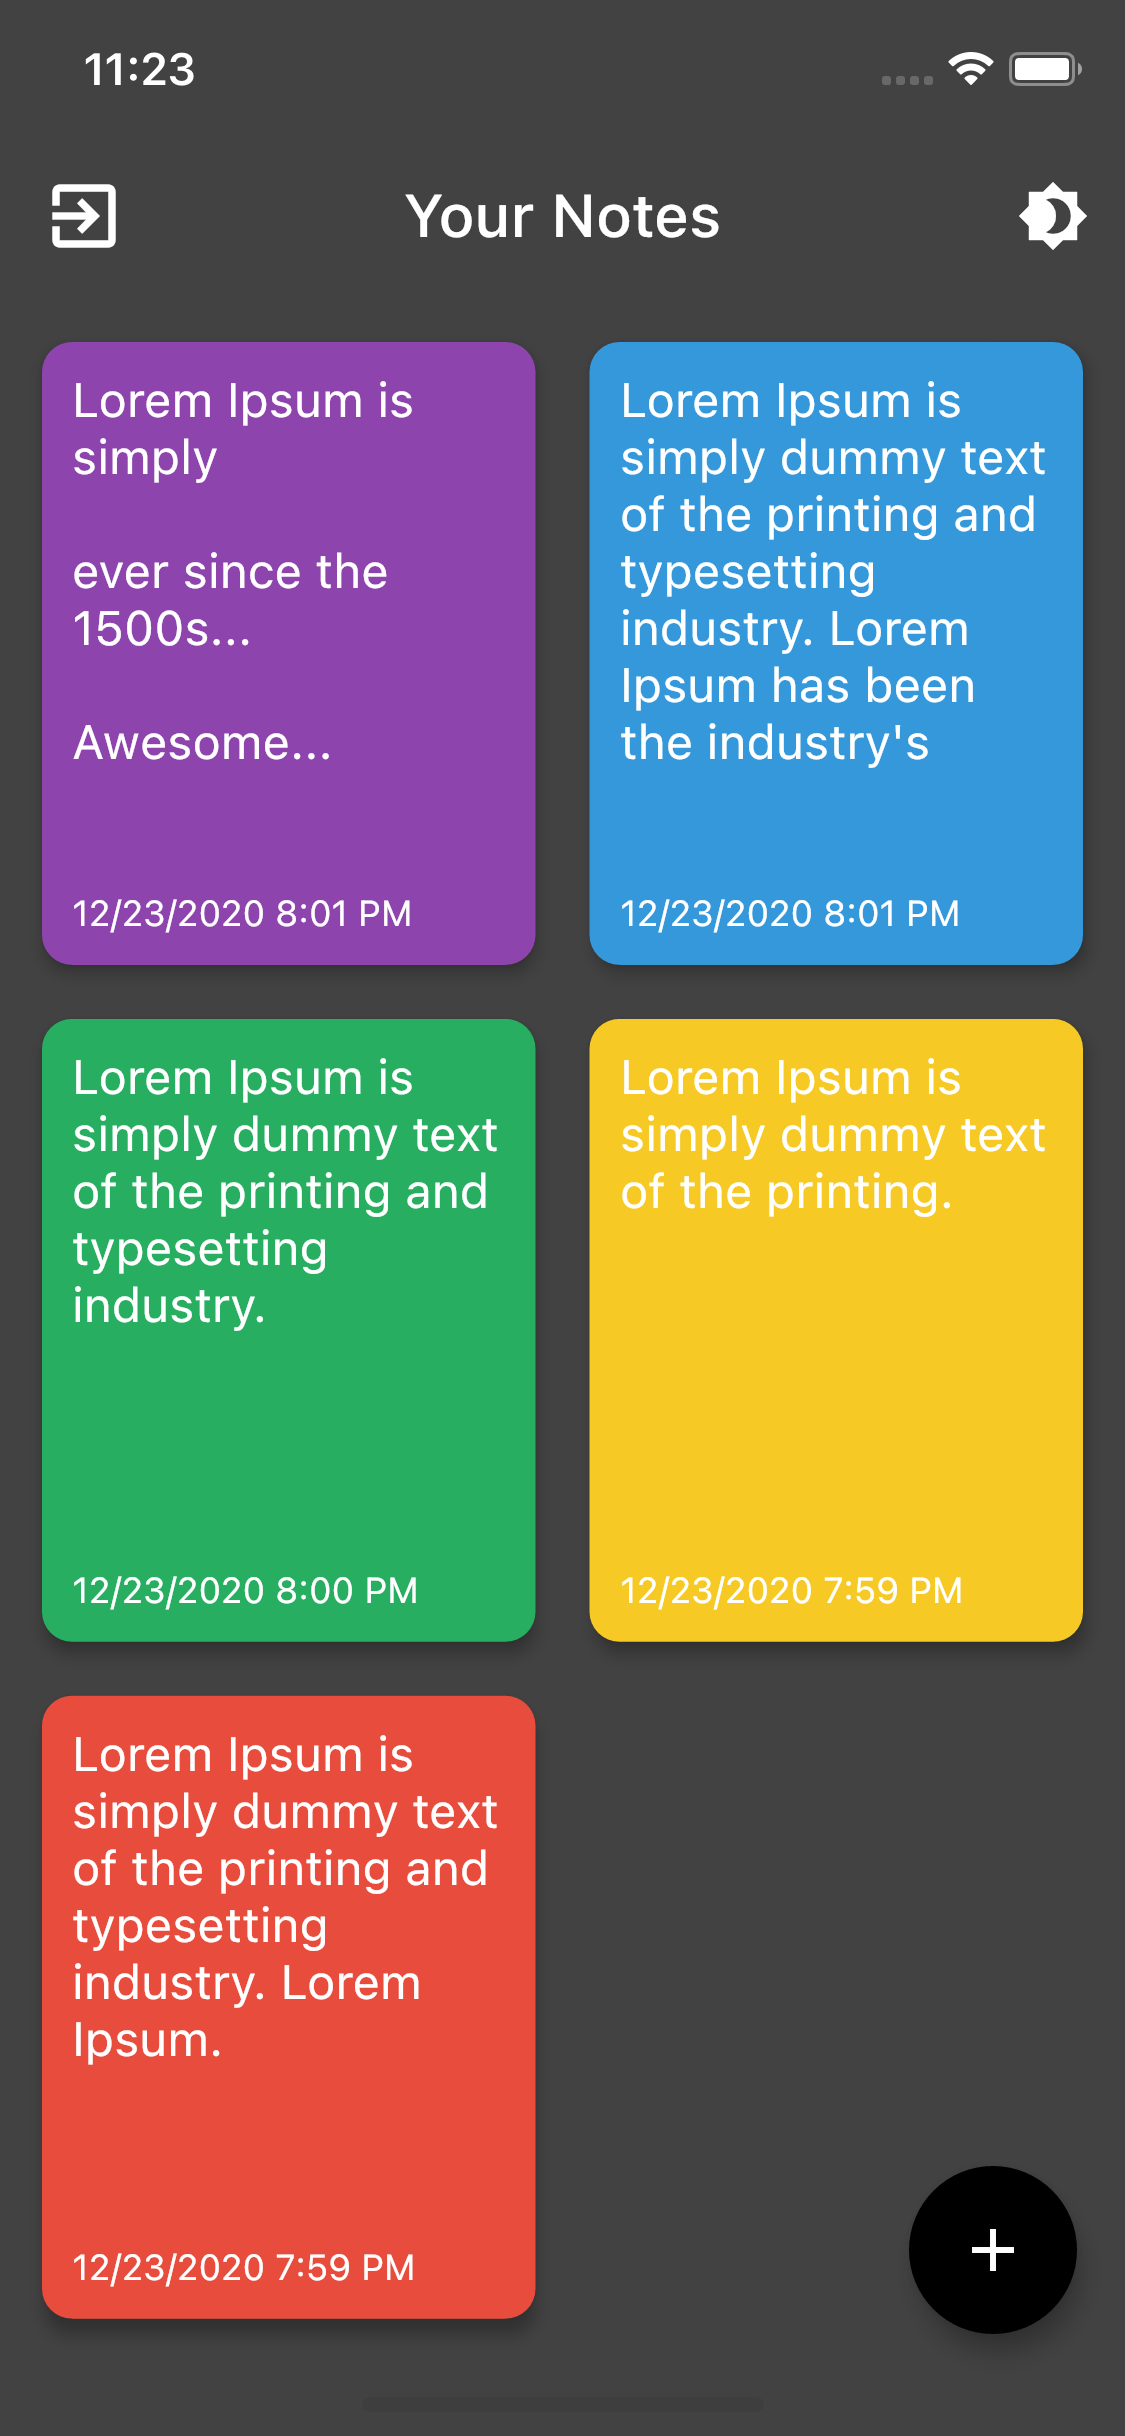 11:23
Your Notes
Lorem Ipsum is
simply
ever since the
1500s...
Awesome...
12/23/2020 8:01 PM
Lorem Ipsum is
simply dummy text
of the printing and
typesetting
industry. Lorem
Ipsum has been
the industry's
12/23/2020 8:01 PM
Lorem Ipsum is
simply dummy text
of the printing and
typesetting
industry.
12/23/2020 8:00 PM
Lorem Ipsum is
simply dummy text
of the printing.
12/23/2020 7:59 PM
Lorem Ipsum is
simply dummy text
of the printing and
typesetting
industry. Lorem
Ipsum.
12/23/2020 7:59 PM